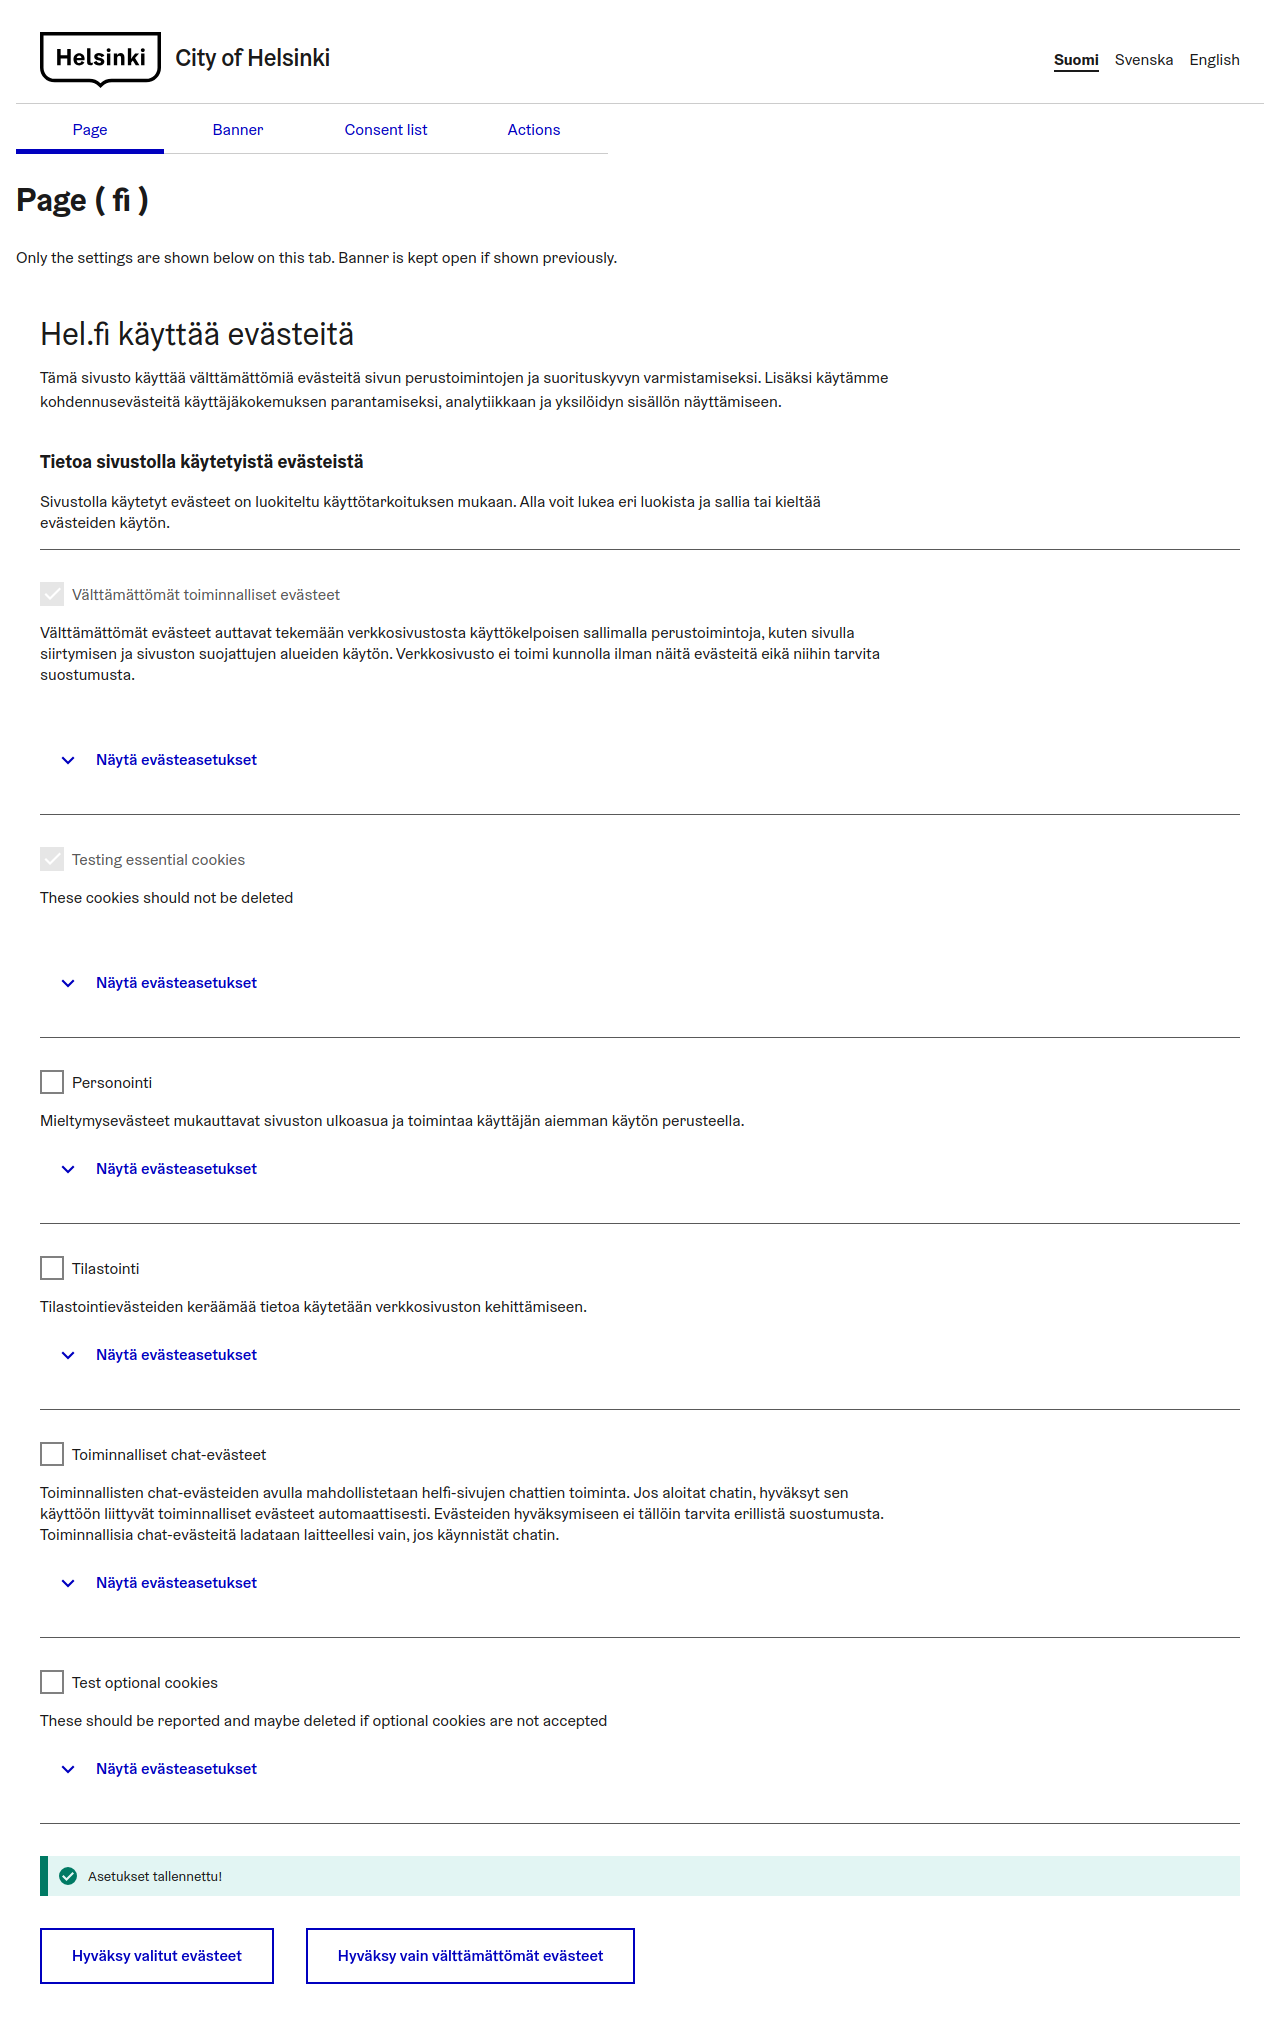 Helsinki City of Helsinki
Suomi Svenska English
Page Banner Consent list Actions
Page ( fi )
Only the settings are shown below on this tab. Banner is kept open if shown previously.
Hel.fi käyttää evästeitä
Tämä sivusto käyttää välttämättömiä evästeitä sivun perustoimintojen ja suorituskyvyn varmistamiseksi. Lisäksi käytämme
kohdennusevästeitä käyttäjäkokemuksen parantamiseksi, analytiikkaan ja yksilöidyn sisällön näyttämiseen.
Tietoa sivustolla käytetyistä evästeistä
Sivustolla käytetyt evästeet on luokiteltu käyttötarkoituksen mukaan. Alla voit lukea eri luokista ja sallia tai kieltää
evästeiden käytön.
Välttämättömät toiminnalliset evästeet
Välttämättömät evästeet auttavat tekemään verkkosivustosta käyttökelpoisen sallimalla perustoimintoja, kuten sivulla
siirtymisen ja sivuston suojattujen alueiden käytön. Verkkosivusto ei toimi kunnolla ilman näitä evästeitä eikä niihin tarvita
suostumusta.
Näytä evästeasetukset
Testing essential cookies
These cookies should not be deleted
Näytä evästeasetukset
Personointi
Mieltymysevästeet mukauttavat sivuston ulkoasua ja toimintaa käyttäjän aiemman käytön perusteella.
Näytä evästeasetukset
Tilastointi
Tilastointievästeiden keräämää tietoa käytetään verkkosivuston kehittämiseen.
Näytä evästeasetukset
Toiminnalliset chat-evästeet
Toiminnallisten chat-evästeiden avulla mahdollistetaan helfi-sivujen chattien toiminta. Jos aloitat chatin, hyväksyt sen
käyttöön liittyvät toiminnalliset evästeet automaattisesti. Evästeiden hyväksymiseen ei tällöin tarvita erillistä suostumusta.
Toiminnallisia chat-evästeitä ladataan laitteellesi vain, jos käynnistät chatin.
Näytä evästeasetukset
Test optional cookies
These should be reported and maybe deleted if optional cookies are not accepted
Näytä evästeasetukset
Asetukset tallennettu!
Hyväksy valitut evästeet Hyväksy vain välttämättömät evästeet